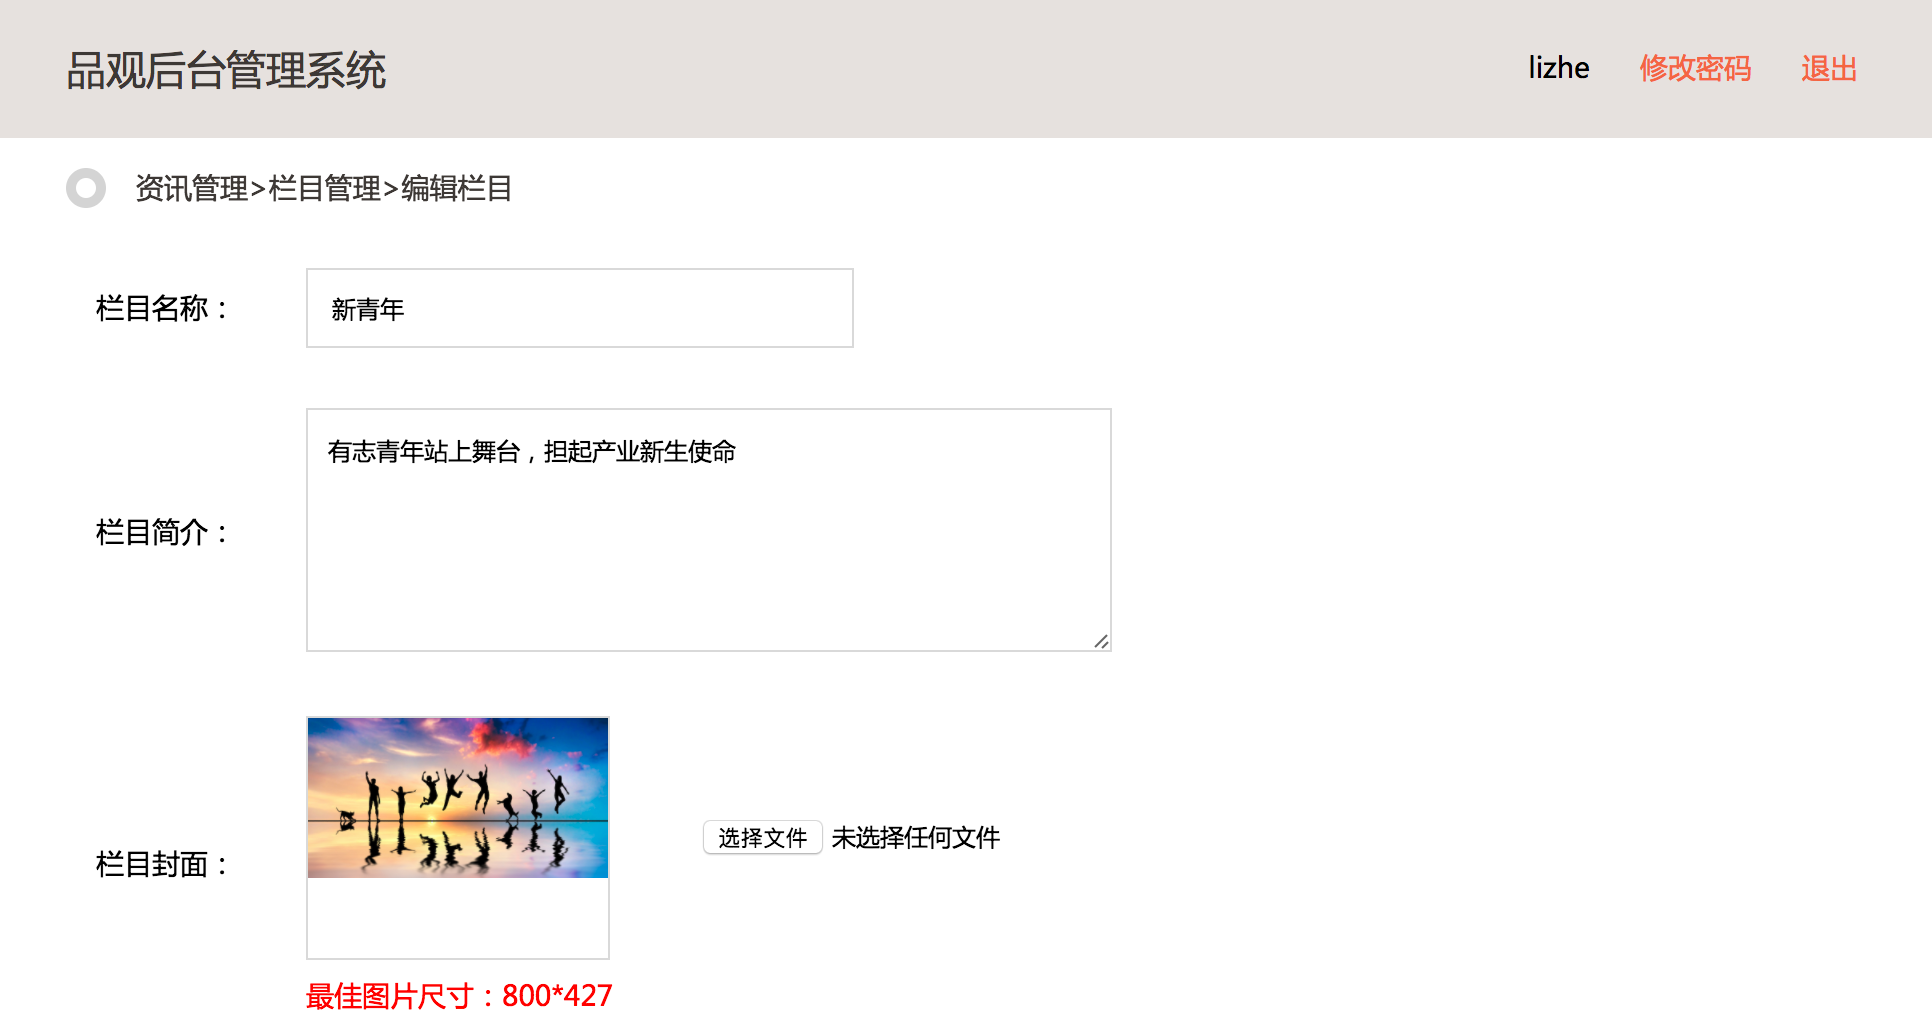 品观后台管理系统
lizhe 修改密码 退出
资讯管理>栏目管理>编辑栏目
栏目名称：
新青年
栏目简介：
有志青年站上舞台，担起产业新生使命
栏目封面：
选择文件 未选择任何文件
最佳图片尺寸：800*427